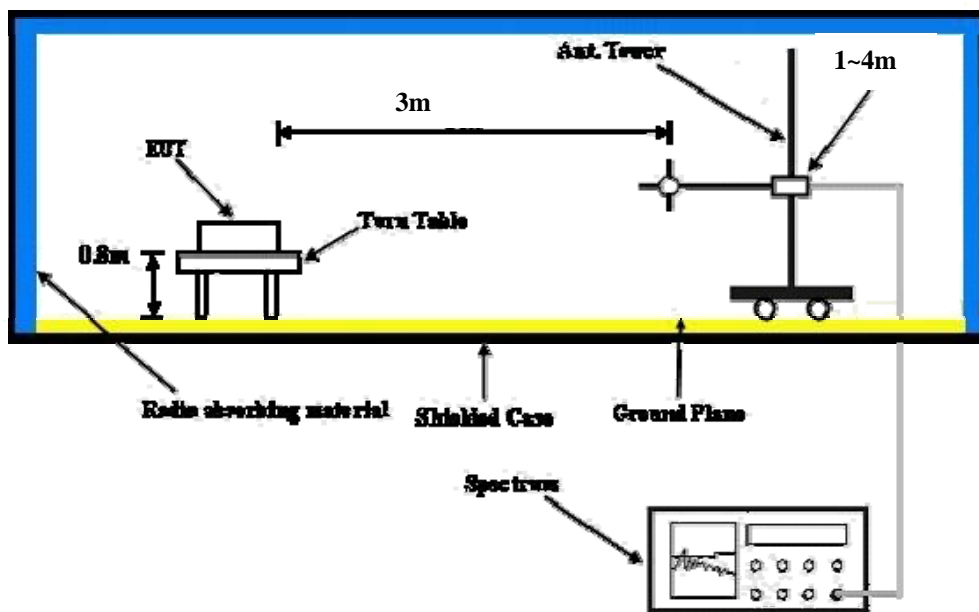 Ant. Tower
1~4m
3m
EUT
Turn Table
0.8m
Radio absorbing material
Shielded Case
Ground Plane
Spectrum